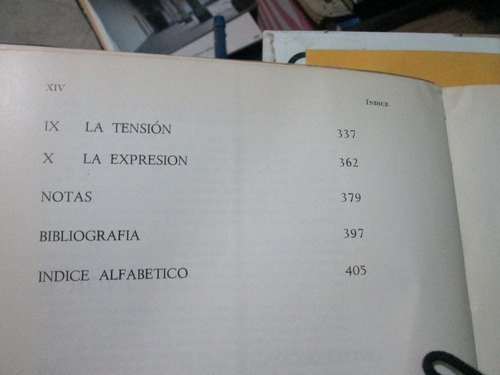 XIV
INDICE
IX LA TENSIÓN 337
X LA EXPRESION 362
NOTAS 379
BIBLIOGRAFIA 397
INDICE ALFABETICO 405